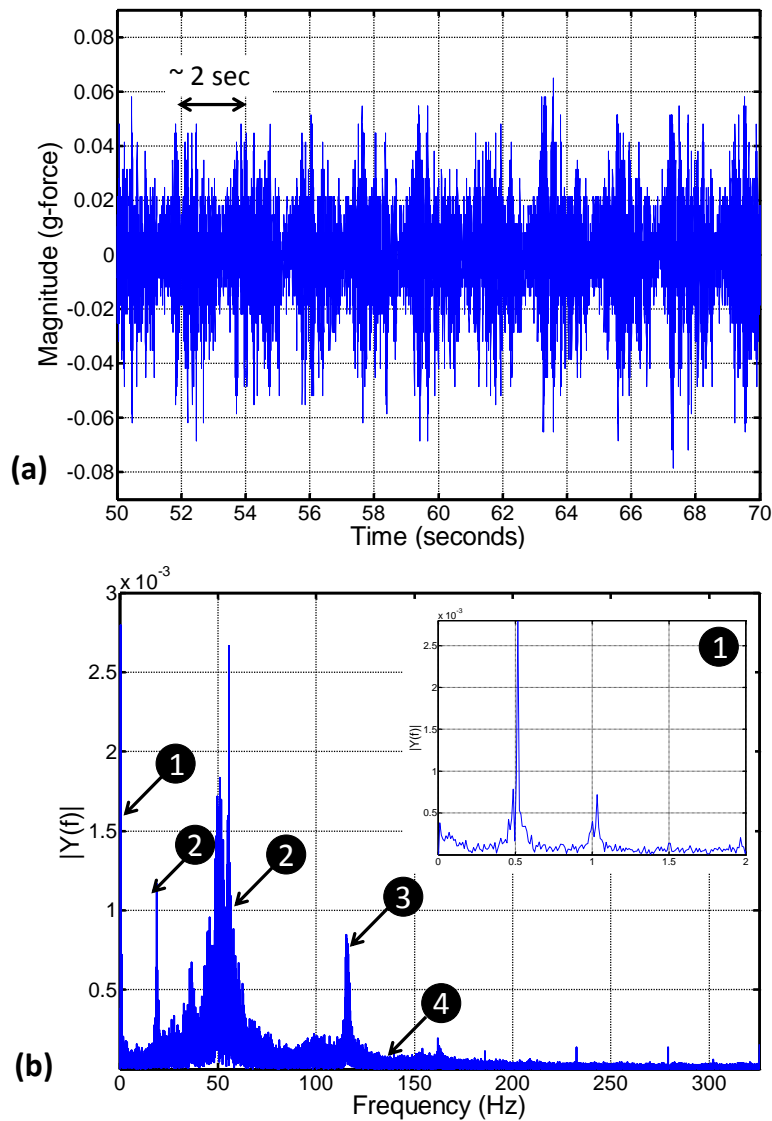 0.08
0.06
0.04
0.02
0
-0.02
-0.04
-0.06
-0.08
~ 2 sec
Magnitude (g-force)
(a)
50 52 54 56 58 60 62 64 66 68 70
Time (seconds)
x 10^-3
3
2.5
2
1.5
1
0.5
|Y(f)|
1
2
2
3
4
x 10^-3
2.5
2
1.5
1
0.5
0
|Y(f)|
1
0 0.5 1 1.5 2
(b)
0 50 100 150 200 250 300
Frequency (Hz)